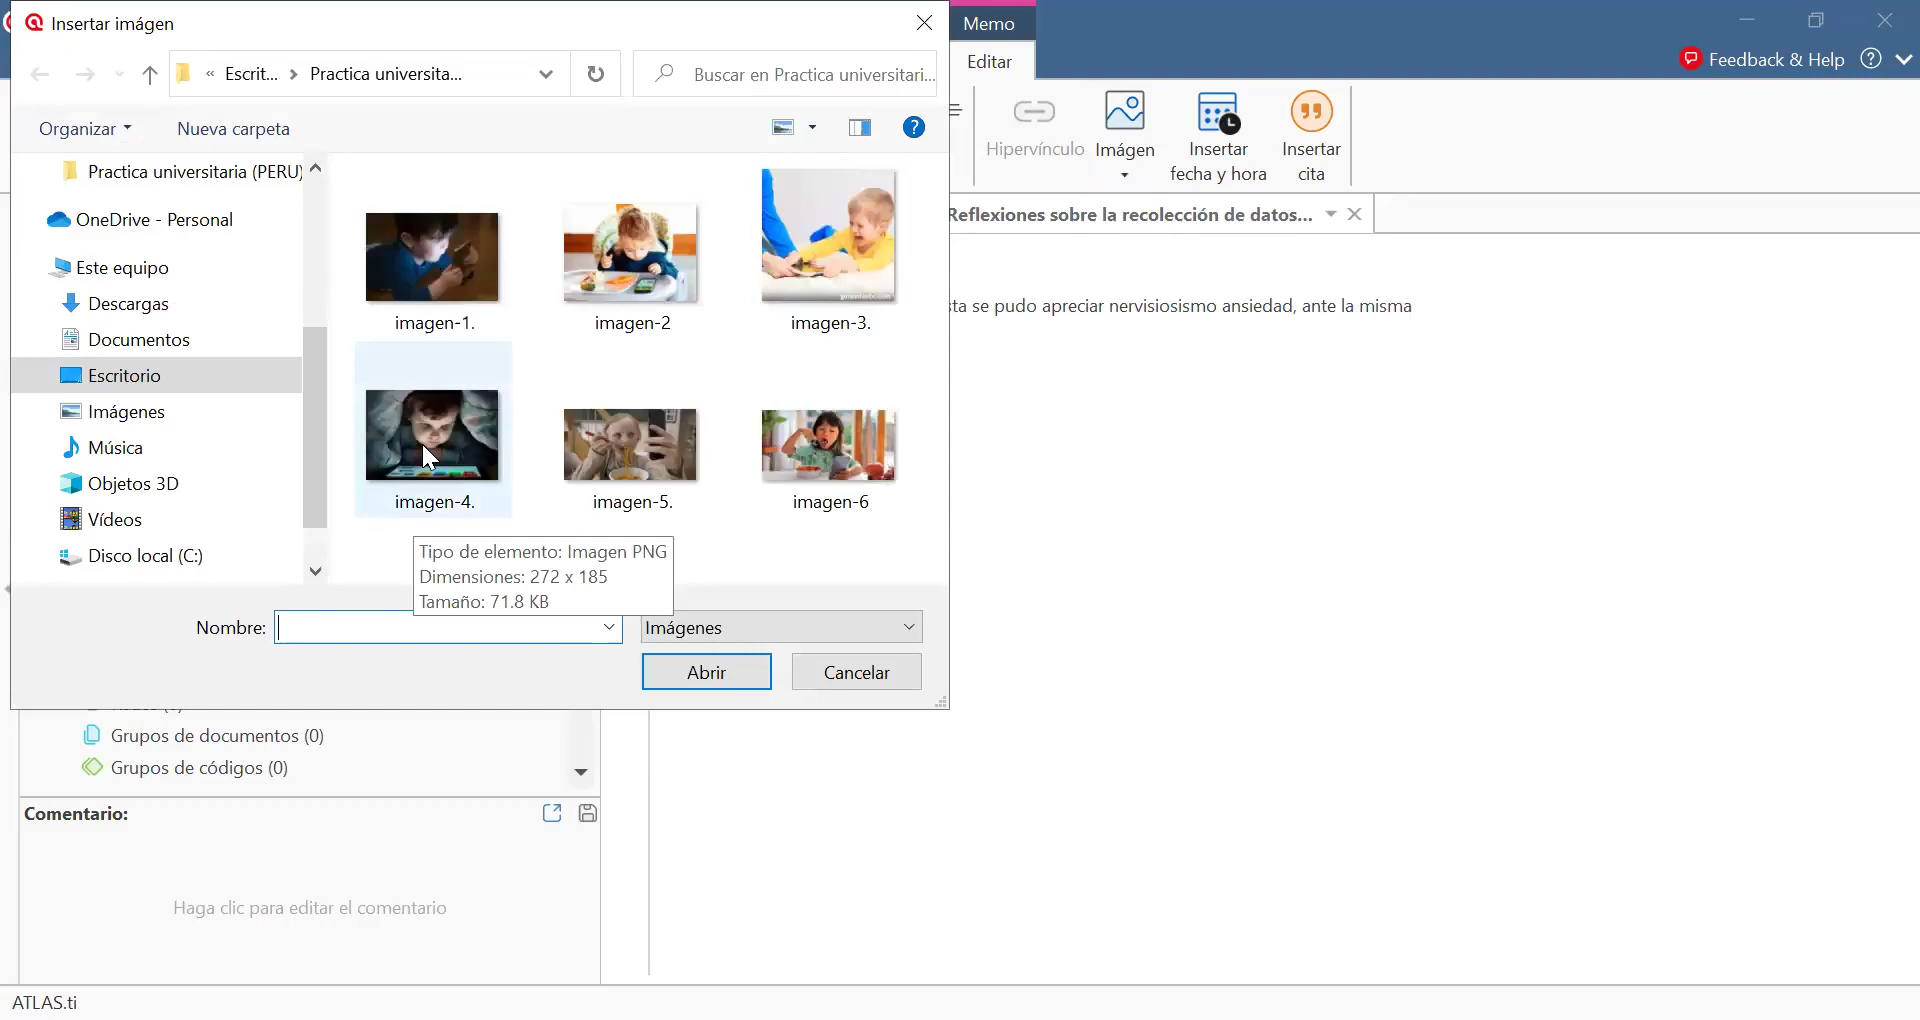 Insertar imágen
Memo
Editar
Feedback & Help
« Escrit... > Practica universita...
Buscar en Practica universitari...
Organizar
Nueva carpeta
Hipervínculo
Imágen
Insertar
fecha y hora
Insertar
cita
Practica universitaria (PERU)
OneDrive - Personal
Este equipo
Descargas
Documentos
Escritorio
Imágenes
Música
Objetos 3D
Vídeos
Disco local (C:)
imagen-1.
imagen-2
imagen-3.
imagen-4.
imagen-5.
imagen-6
Reflexiones sobre la recolección de datos...
sta se pudo apreciar nervisiosismo ansiedad, ante la misma
Tipo de elemento: Imagen PNG
Dimensiones: 272 x 185
Tamaño: 71.8 KB
Nombre:
Imágenes
Abrir
Cancelar
Grupos de documentos (0)
Grupos de códigos (0)
Comentario:
Haga clic para editar el comentario
ATLAS.ti